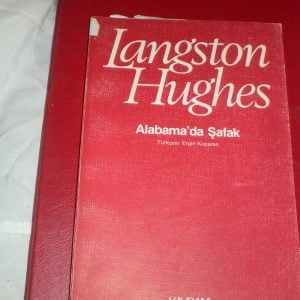 Langston
Hughes
Alabama'da Şafak
Türkçesi: Ergin Koparan